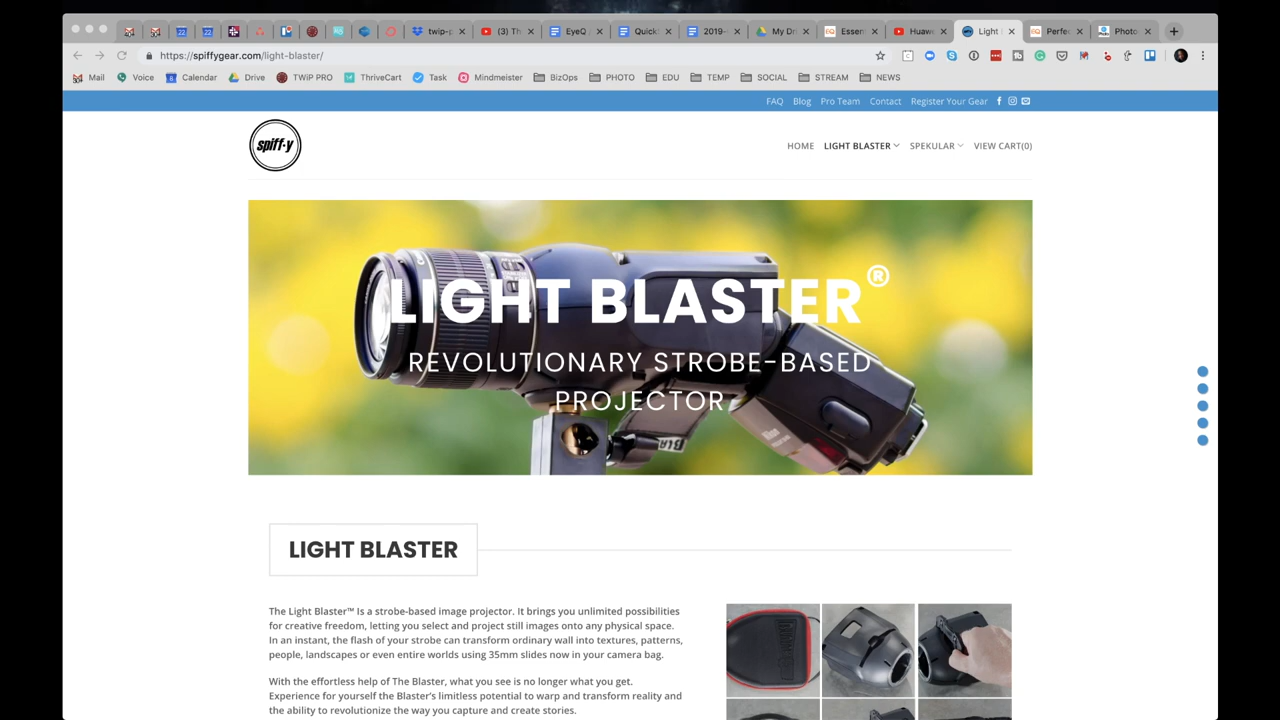 twip-p
(3) Th
EyeQ
Quick
2019-
My Dr
Essen
Huaw
Light
Perfe
Photo
https://spiffygear.com/light-blaster/
Mail Voice Calendar Drive TWiP PRO ThriveCart Task Mindmeister BizOps PHOTO EDU TEMP SOCIAL STREAM NEWS
FAQ Blog Pro Team Contact Register Your Gear
spiff·y
HOME LIGHT BLASTER SPEKULAR VIEW CART(0)
LIGHT BLASTER®
REVOLUTIONARY STROBE-BASED
PROJECTOR
Nikon
LIGHT BLASTER
The Light Blaster™ Is a strobe-based image projector. It brings you unlimited possibilities
for creative freedom, letting you select and project still images onto any physical space.
In an instant, the flash of your strobe can transform ordinary wall into textures, patterns,
people, landscapes or even entire worlds using 35mm slides now in your camera bag.
With the effortless help of The Blaster, what you see is no longer what you get.
Experience for yourself the Blaster's limitless potential to warp and transform reality and
the ability to revolutionize the way you capture and create stories.